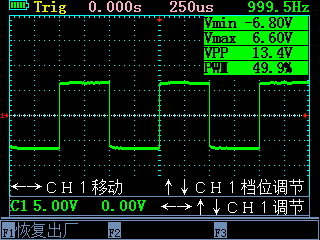 Trig 0.000s 250us 999.5Hz
Vmin -6.80V
Vmax 6.60V
VPP 13.4V
PWM 49.9%
1
←→ＣＨ１移动 ↑↓ＣＨ１档位调节
C1 5.00V 0.00V ←→↑↓ＣＨ１调节
F1恢复出厂 F2 F3